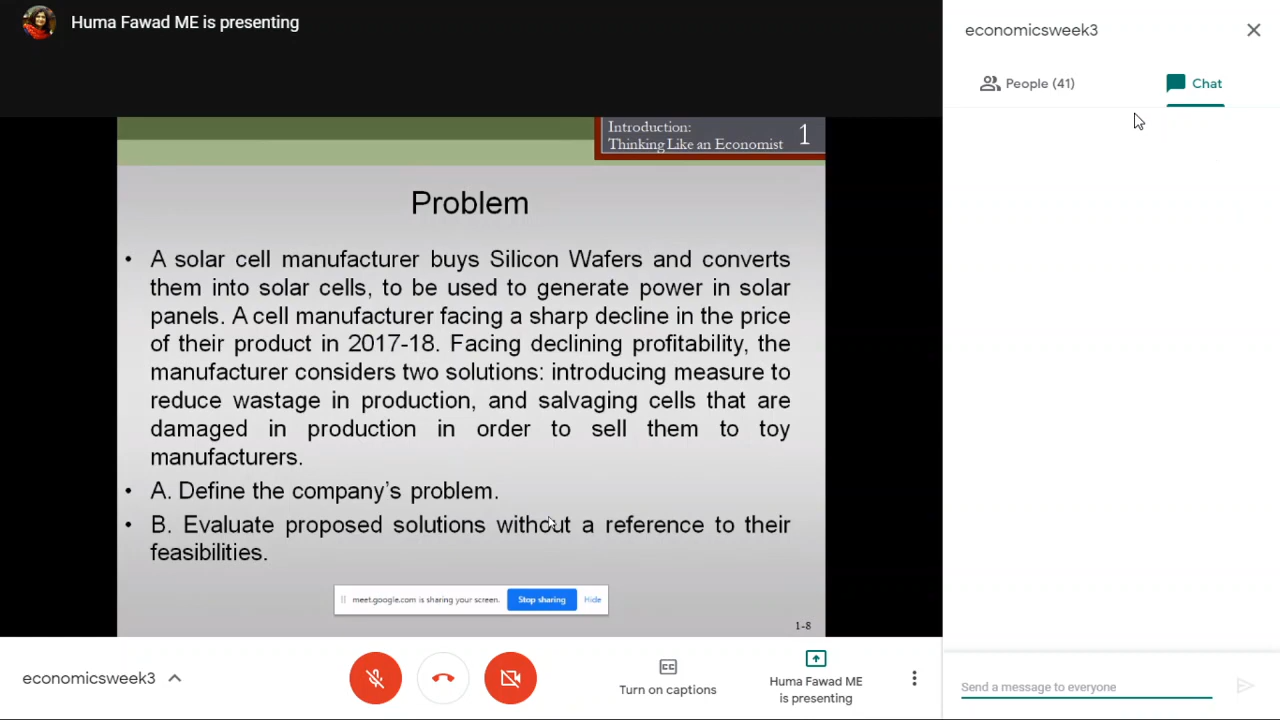 Huma Fawad ME is presenting
economicsweek3
People (41)
Chat
Introduction:
Thinking Like an Economist
1
Problem
• A solar cell manufacturer buys Silicon Wafers and converts
them into solar cells, to be used to generate power in solar
panels. A cell manufacturer facing a sharp decline in the price
of their product in 2017-18. Facing declining profitability, the
manufacturer considers two solutions: introducing measure to
reduce wastage in production, and salvaging cells that are
damaged in production in order to sell them to toy
manufacturers.
• A. Define the company's problem.
• B. Evaluate proposed solutions without a reference to their
feasibilities.
meet.google.com is sharing your screen.
Stop sharing
Hide
1-8
economicsweek3
Turn on captions
Huma Fawad ME
is presenting
Send a message to everyone